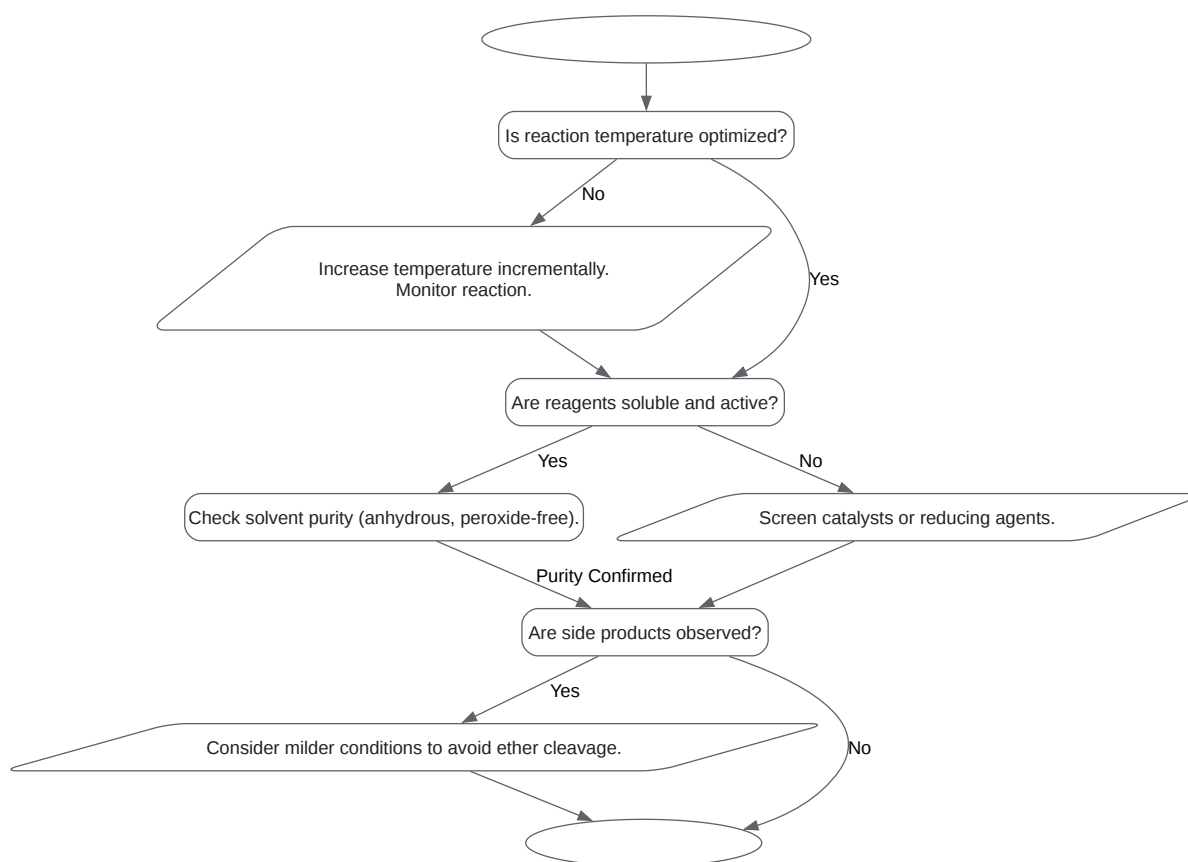 Is reaction temperature optimized?
No
Increase temperature incrementally.
Monitor reaction.
Yes
Are reagents soluble and active?
Yes
No
Check solvent purity (anhydrous, peroxide-free).
Screen catalysts or reducing agents.
Purity Confirmed
Are side products observed?
Yes
Consider milder conditions to avoid ether cleavage.
No